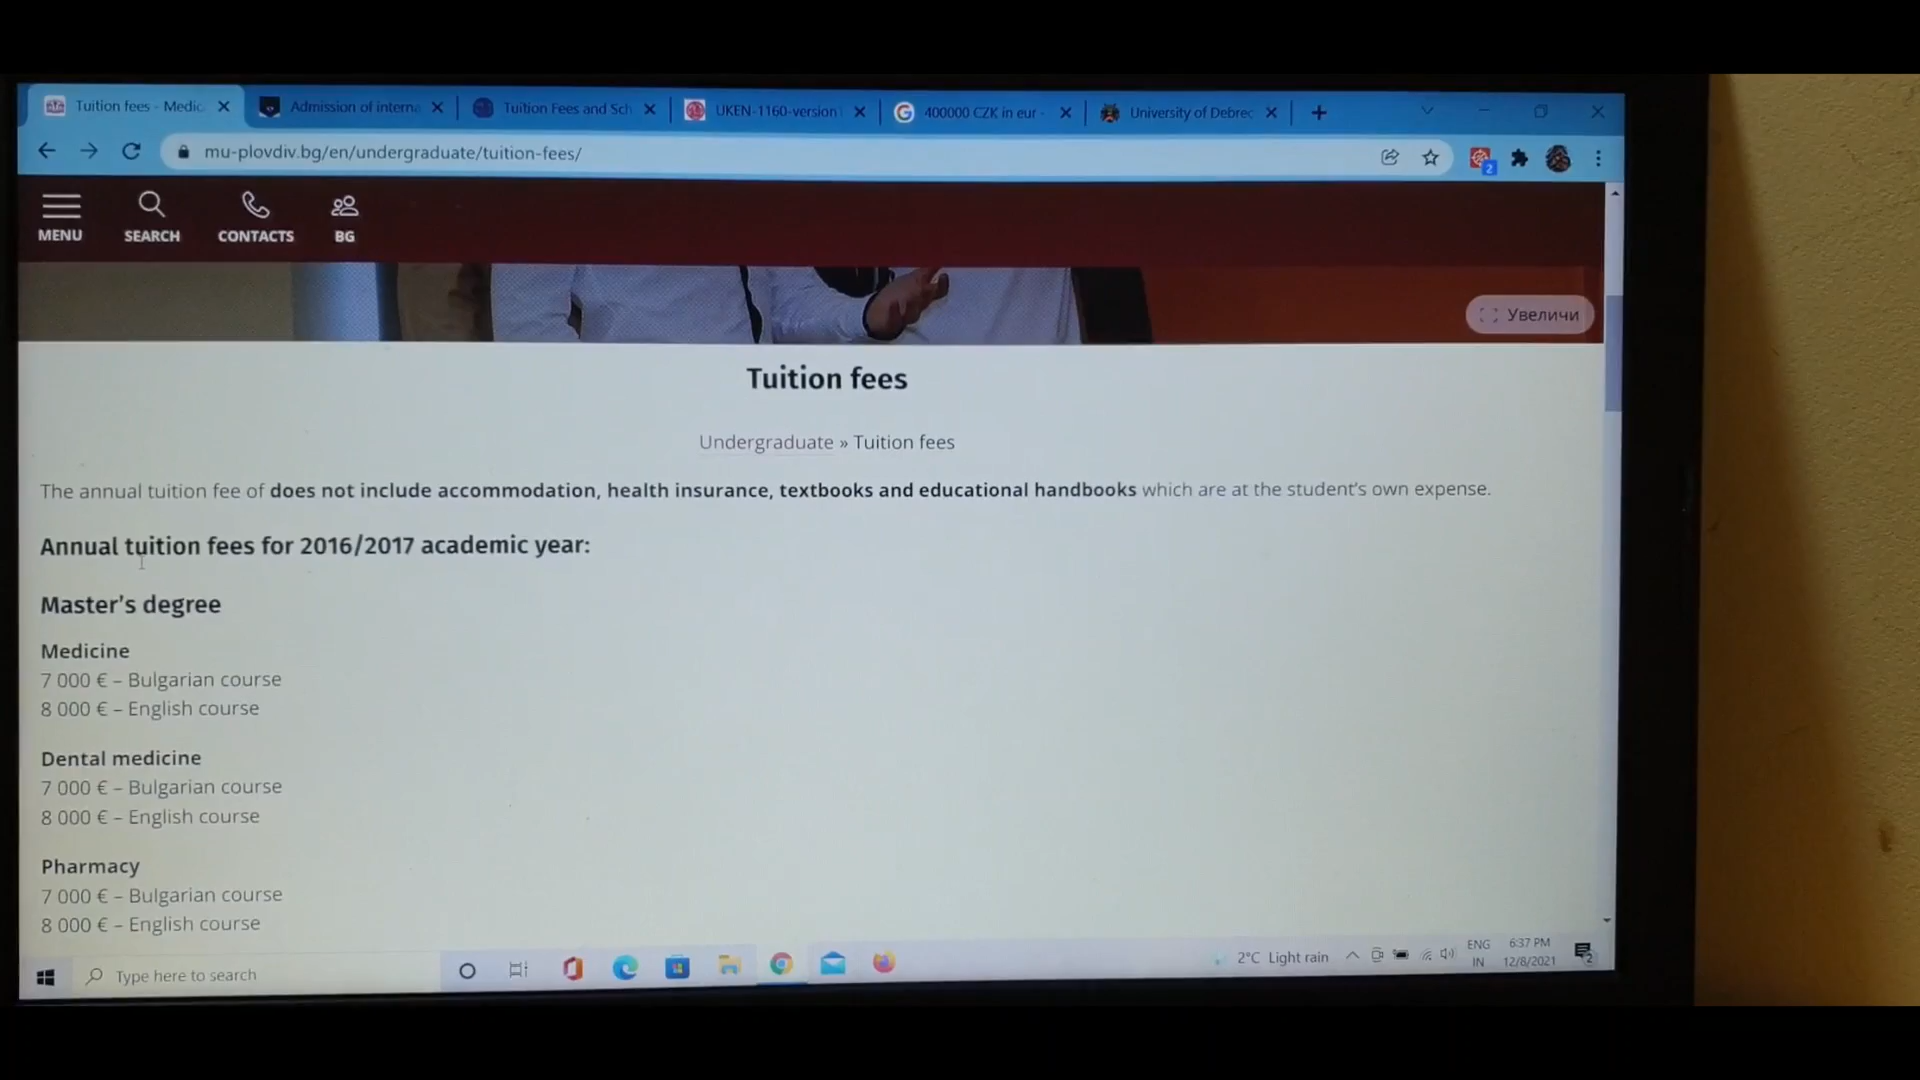 Tuition fees - Medic
Admission of interna
Tuition Fees and Sch
UKEN-1160-version
400000 CZK in eur -
University of Debrec
mu-plovdiv.bg/en/undergraduate/tuition-fees/
2
MENU
SEARCH
CONTACTS
BG
Увеличи
Tuition fees
Undergraduate » Tuition fees
The annual tuition fee of does not include accommodation, health insurance, textbooks and educational handbooks which are at the student's own expense.
Annual tuition fees for 2016/2017 academic year:
Master's degree
Medicine
7 000 € – Bulgarian course
8 000 € – English course
Dental medicine
7 000 € – Bulgarian course
8 000 € – English course
Pharmacy
7 000 € – Bulgarian course
8 000 € – English course
Type here to search
2°C Light rain
ENG
IN
6:37 PM
12/8/2021
2